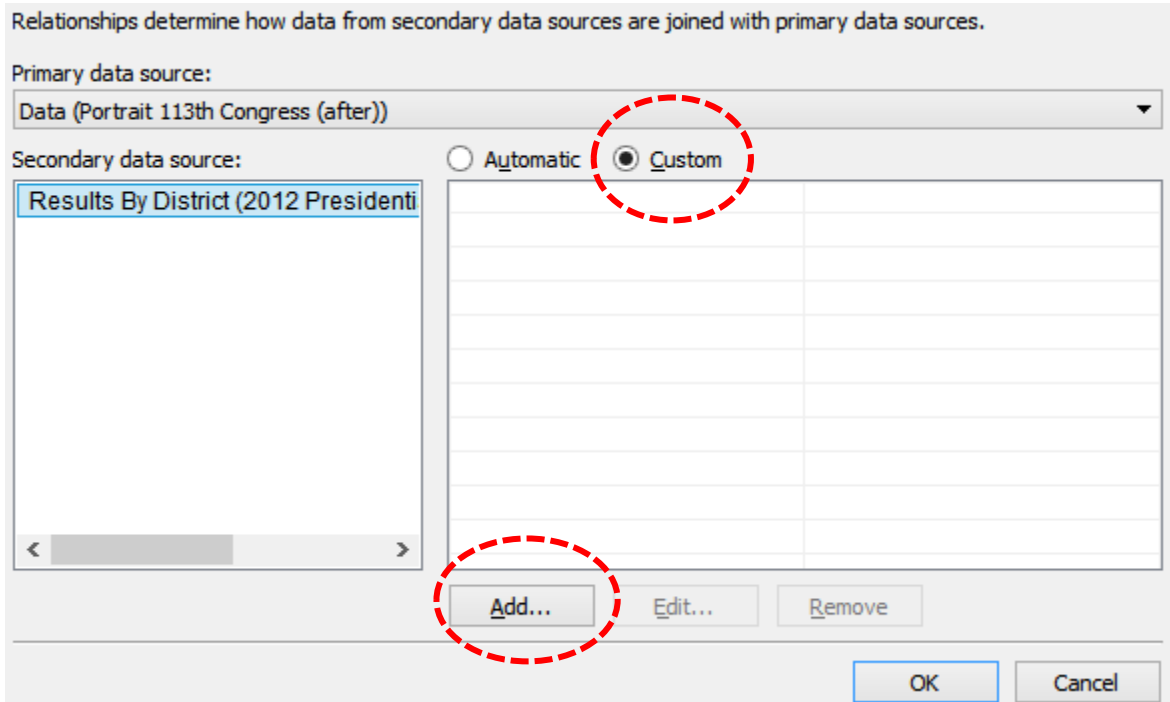 Relationships determine how data from secondary data sources are joined with primary data sources.
Primary data source:
Data (Portrait 113th Congress (after))
Secondary data source:
Automatic
Custom
Results By District (2012 Presidenti
Add...
Edit...
Remove
OK
Cancel